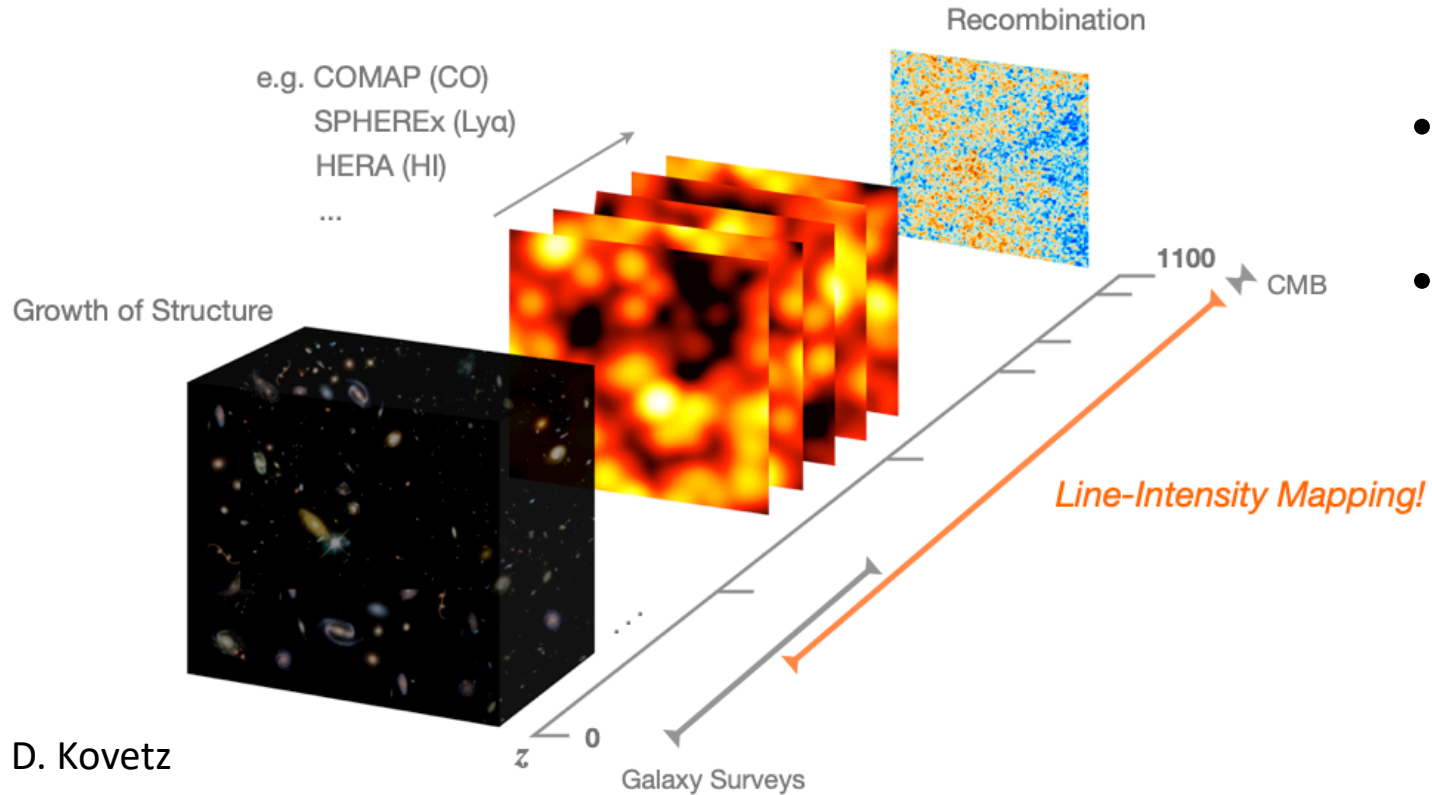 Recombination
e.g. COMAP (CO)
SPHEREx (Lyα)
HERA (HI)
...
Growth of Structure
1100
CMB
Line-Intensity Mapping!
...
z
0
Galaxy Surveys
D. Kovetz
•
•